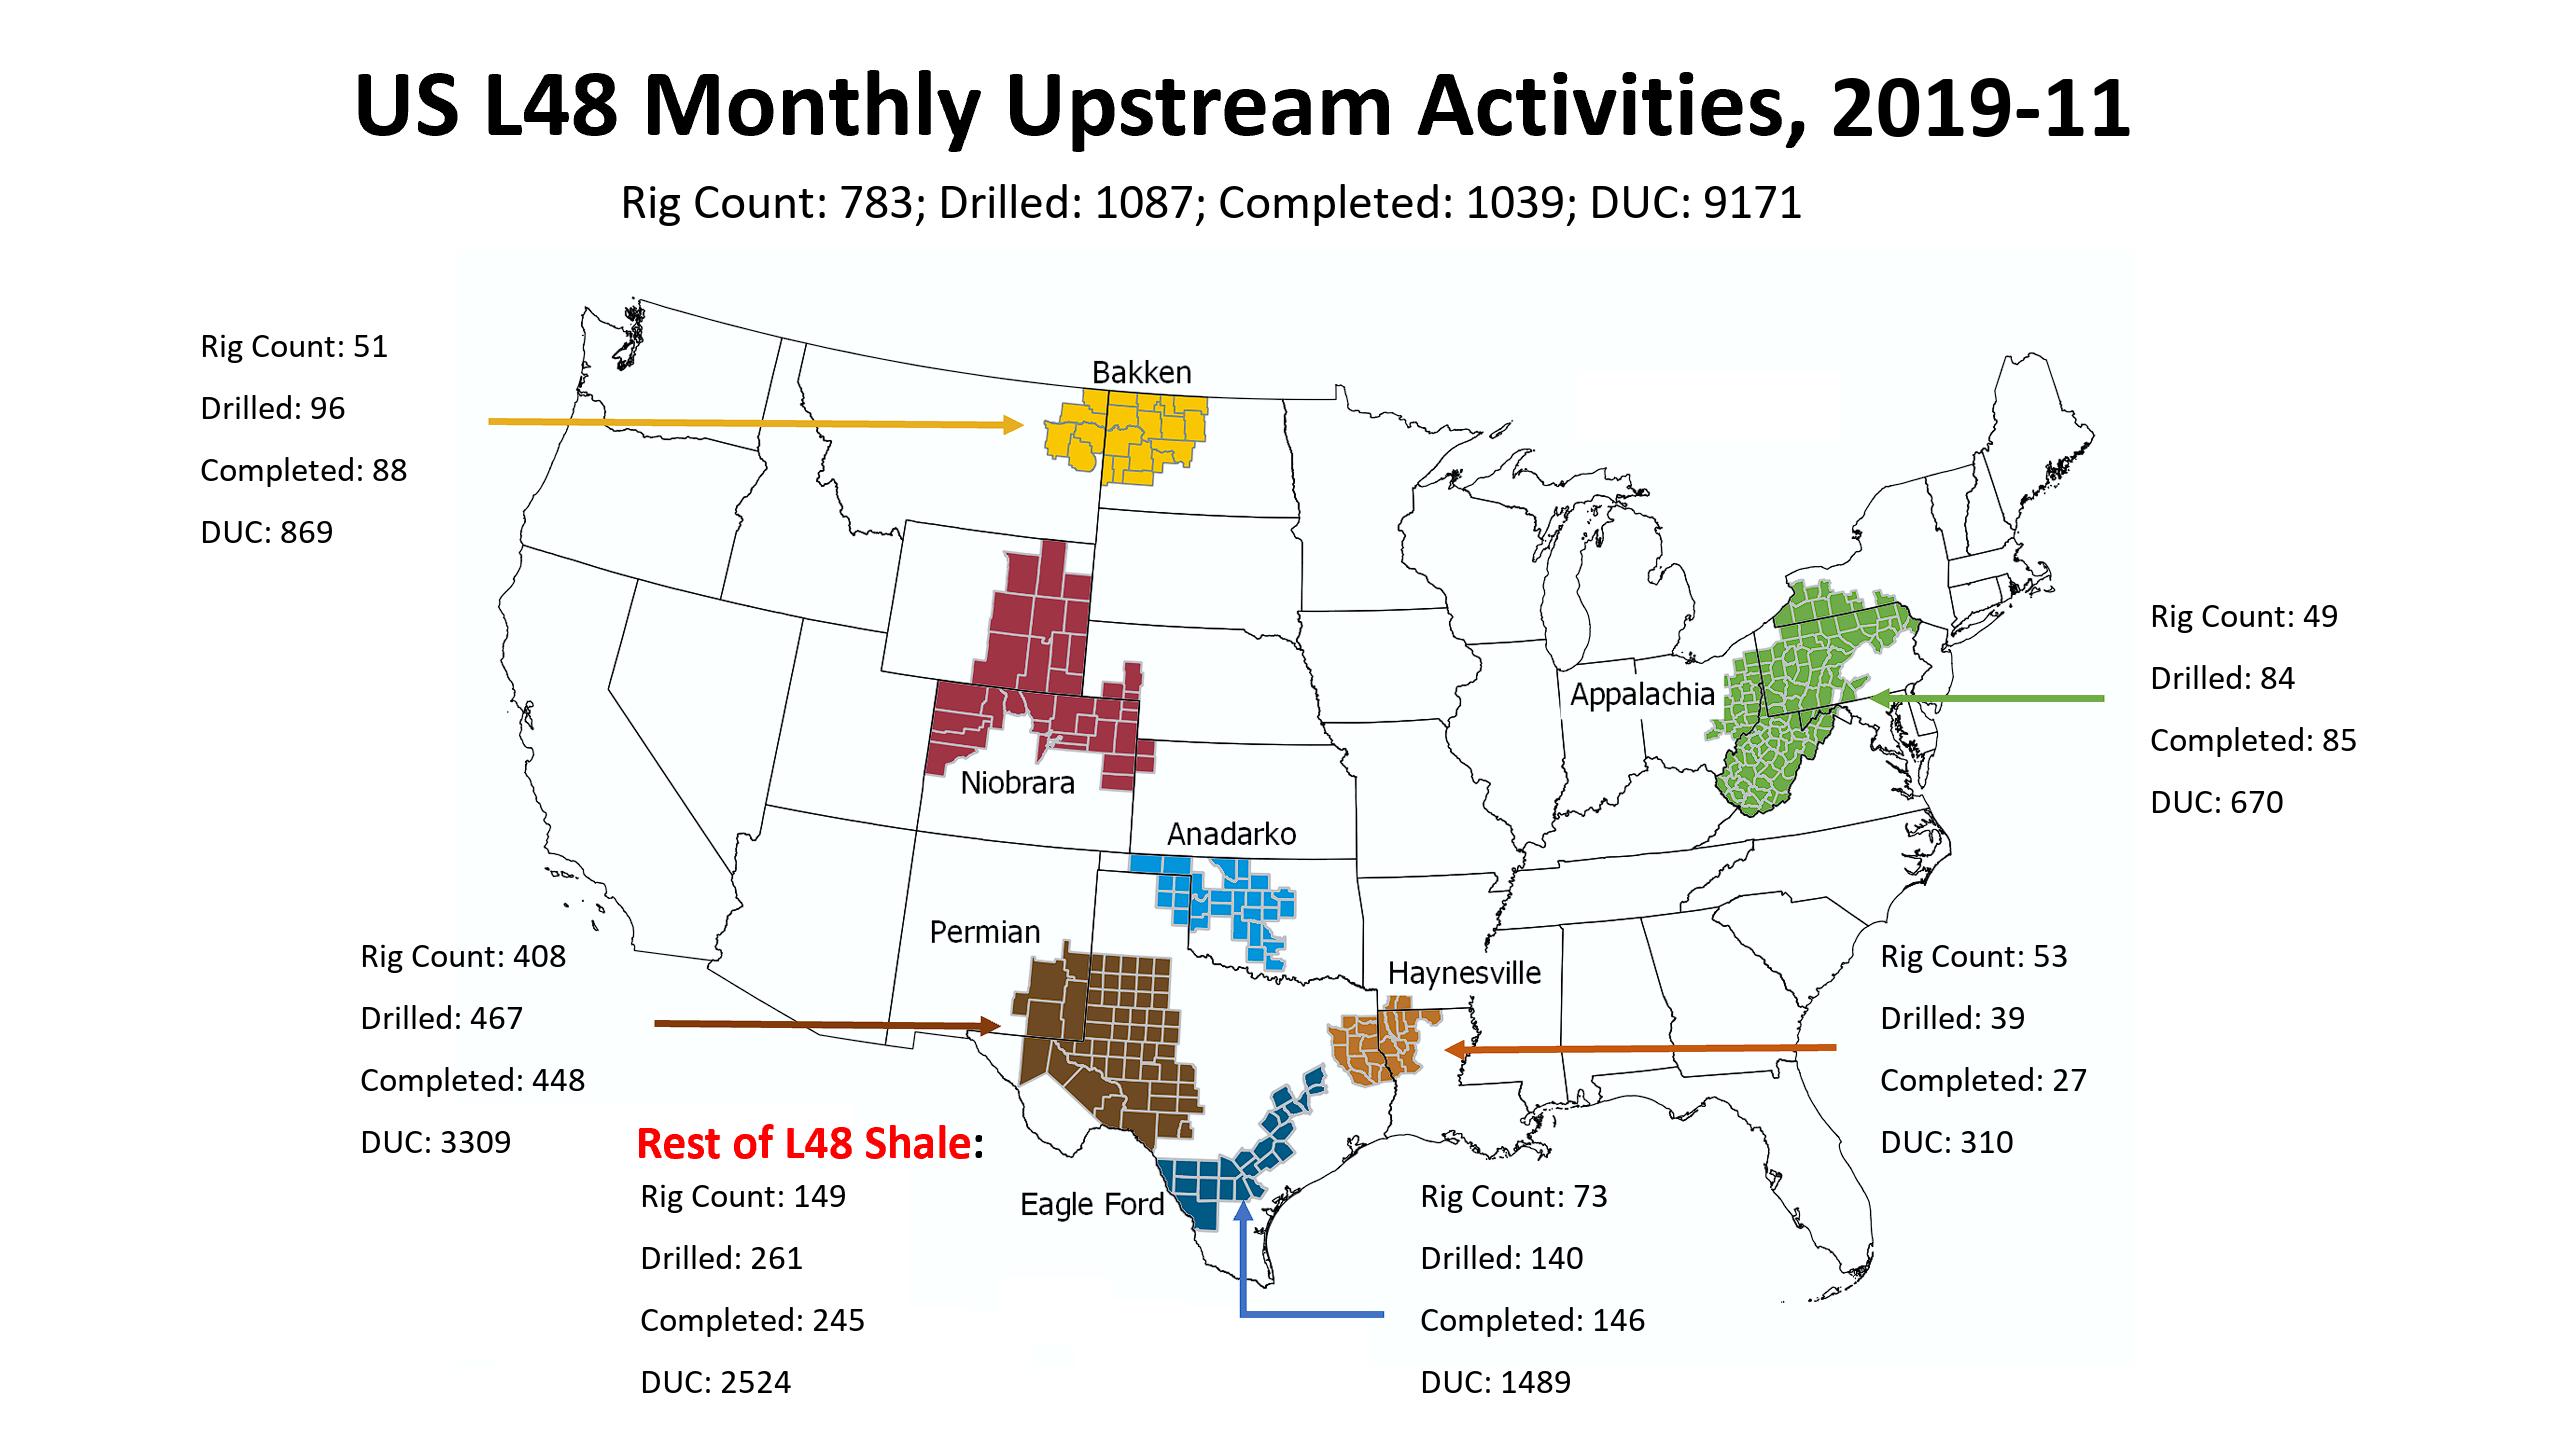 US L48 Monthly Upstream Activities, 2019-11
Rig Count: 783; Drilled: 1087; Completed: 1039; DUC: 9171
Rig Count: 51
Drilled: 96
Completed: 88
DUC: 869
Bakken
Niobrara
Anadarko
Appalachia
Rig Count: 49
Drilled: 84
Completed: 85
DUC: 670
Permian
Rig Count: 408
Drilled: 467
Completed: 448
DUC: 3309
Haynesville
Rig Count: 53
Drilled: 39
Completed: 27
DUC: 310
Rest of L48 Shale:
Rig Count: 149
Drilled: 261
Completed: 245
DUC: 2524
Eagle Ford
Rig Count: 73
Drilled: 140
Completed: 146
DUC: 1489